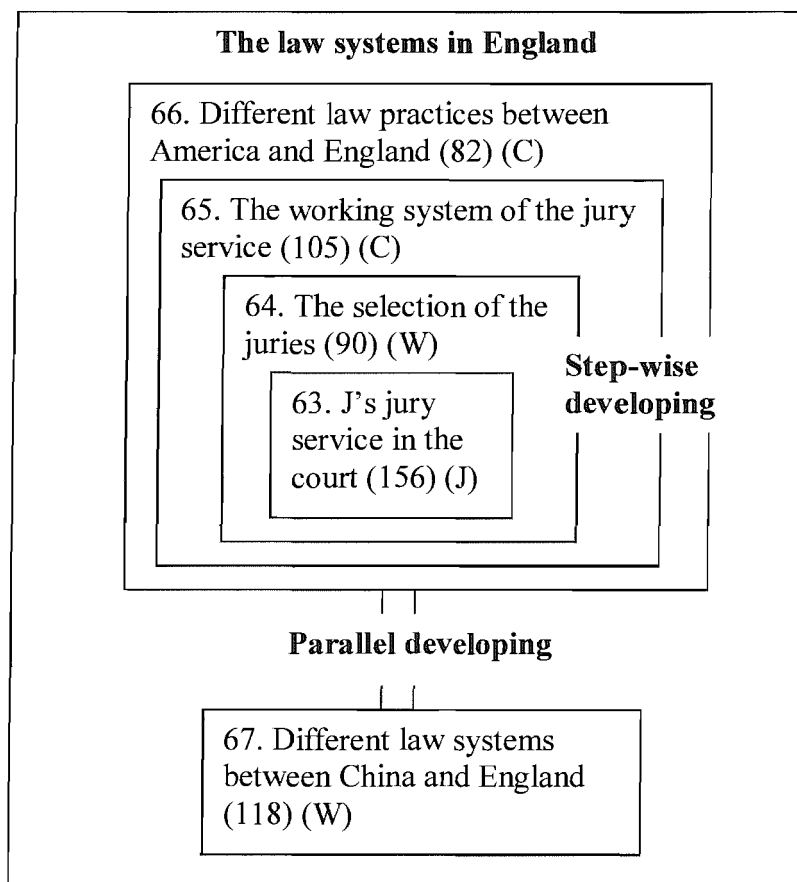 The law systems in England
66. Different law practices between
America and England (82) (C)
65. The working system of the jury
service (105) (C)
64. The selection of the
juries (90) (W)
63. J's jury
service in the
court (156) (J)
Step-wise
developing
Parallel developing
67. Different law systems
between China and England
(118) (W)